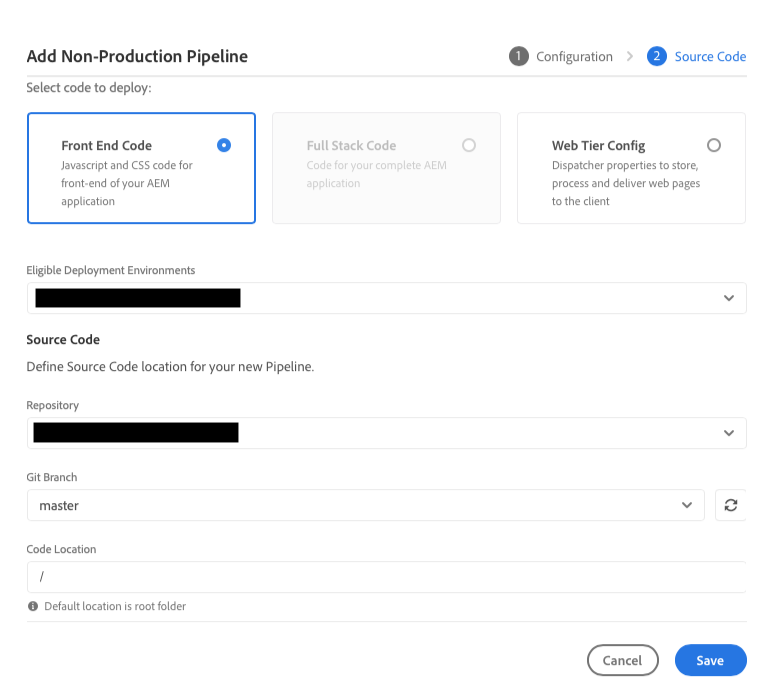 Add Non-Production Pipeline
1 Configuration
2 Source Code
Select code to deploy:
Front End Code
Javascript and CSS code for
front-end of your AEM
application
Full Stack Code
Code for your complete AEM
application
Web Tier Config
Dispatcher properties to store,
process and deliver web pages
to the client
Eligible Deployment Environments
Source Code
Define Source Code location for your new Pipeline.
Repository
Git Branch
master
Code Location
/
Default location is root folder
Cancel
Save